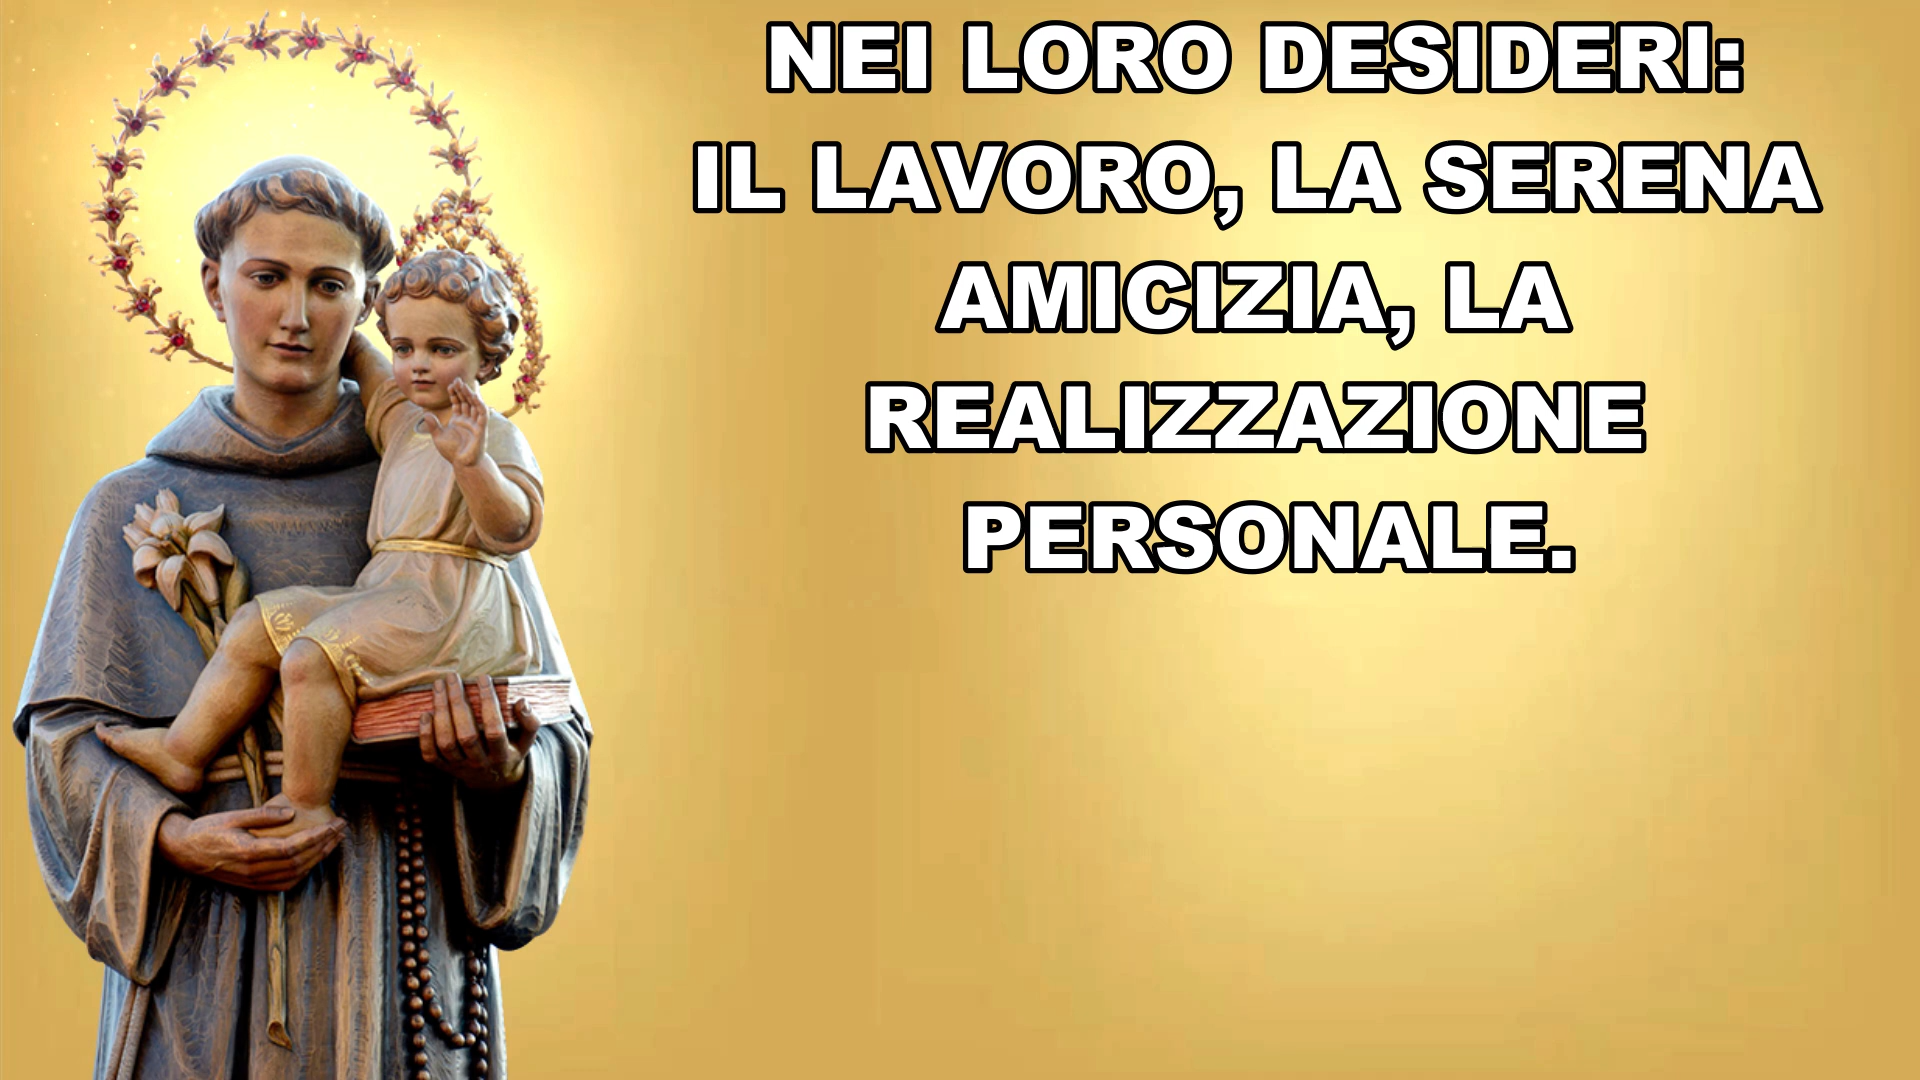 NEI LORO DESIDERI:
IL LAVORO, LA SERENA
AMICIZIA, LA
REALIZZAZIONE
PERSONALE.